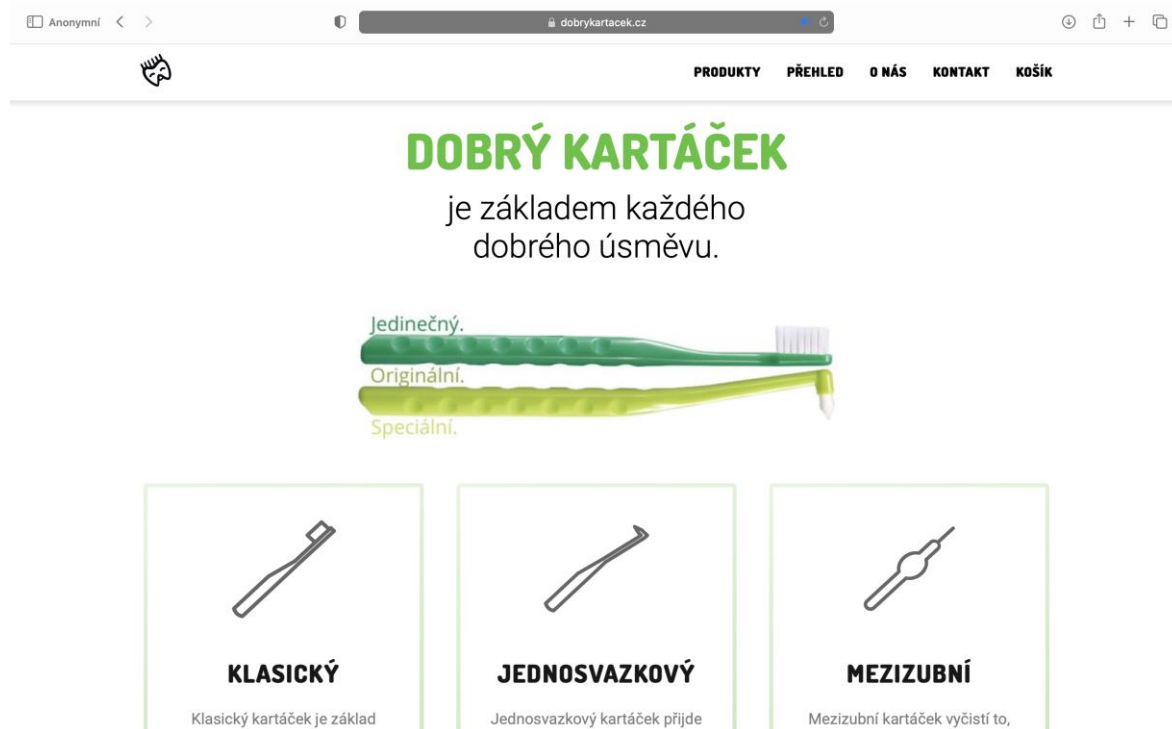 Anonymní
dobrykartacek.cz
PRODUKTY PŘEHLED O NÁS KONTAKT KOŠÍK
DOBRÝ KARTÁČEK
je základem každého
dobrého úsměvu.
Jedinečný.
Originální.
Speciální.
KLASICKÝ
Klasický kartáček je základ
JEDNOSVAZKOVÝ
Jednosvazkový kartáček přijde
MEZIZUBNÍ
Mezizubní kartáček vyčistí to,